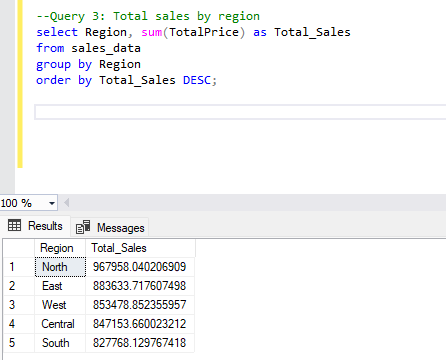 --Query 3: Total sales by region
select Region, sum(TotalPrice) as Total_Sales
from sales_data
group by Region
order by Total_Sales DESC;
100 %
Results Messages
Region Total_Sales
1 North 967958.040206909
2 East 883633.717607498
3 West 853478.852355957
4 Central 847153.660023212
5 South 827768.129767418